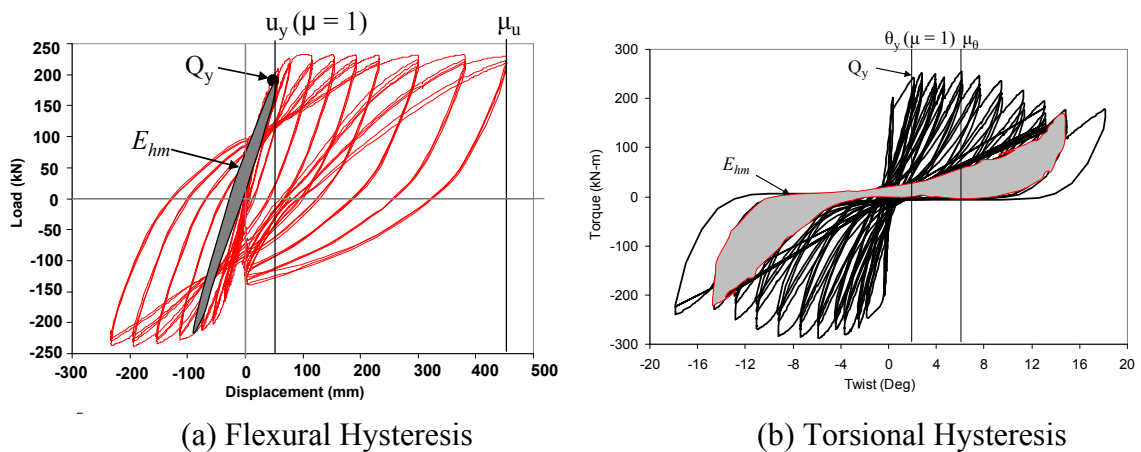 u_y (μ = 1)
μ_u
Q_y
E_hm
Load (kN)
250
200
150
100
50
0
-50
-100
-150
-200
-250
-300 -200 -100 0 100 200 300 400 500
Displacement (mm)
(a) Flexural Hysteresis
θ_y (μ = 1) μ_θ
Q_y
E_hm
Torque (kN-m)
300
200
100
0
-100
-200
-300
-20 -16 -12 -8 -4 0 4 8 12 16 20
Twist (Deg)
(b) Torsional Hysteresis